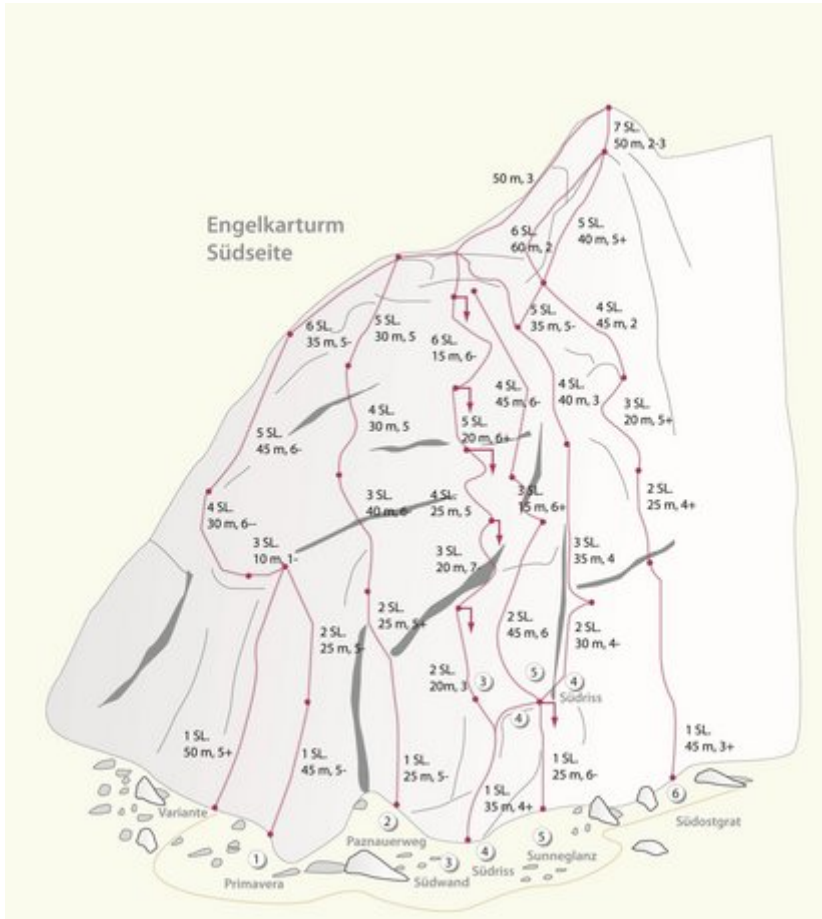 7 SL.
50 m, 2-3
50 m, 3
Engelkarturm
Südseite
6 SL.
60 m, 2
5 SL.
40 m, 5+
6 SL.
35 m, 5-
5 SL.
30 m, 5
6 SL.
15 m, 6-
5 SL.
35 m, 5-
4 SL.
45 m, 2
4 SL.
30 m, 5
5 SL.
20 m, 6+
4 SL.
45 m, 6-
4 SL.
40 m, 3
3 SL.
20 m, 5+
5 SL.
45 m, 6-
4 SL.
30 m, 6--
3 SL.
40 m, 6-
4 SL.
25 m, 5
3 SL.
15 m, 6+
2 SL.
25 m, 4+
3 SL.
10 m, 1-
3 SL.
20 m, 7-
3 SL.
35 m, 4
2 SL.
25 m, 5-
2 SL.
25 m, 5+
2 SL.
45 m, 6
2 SL.
30 m, 4-
2 SL.
20m, 3
3
5
4
Südriss
4
1 SL.
50 m, 5+
1 SL.
45 m, 5-
1 SL.
25 m, 5-
1 SL.
35 m, 4+
1 SL.
25 m, 6-
1 SL.
45 m, 3+
Variante
1
Primavera
2
Paznauerweg
3
Südwand
4
Südriss
5
Sunneglanz
6
Südostgrat